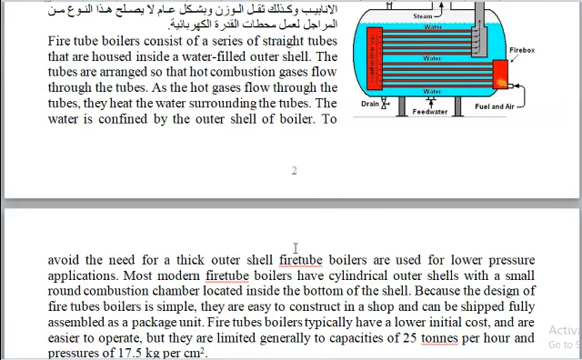 الانابيب وكذلك ثقل الوزن وبشكل عام لا يصلح هذا النوع من
المراجل لعمل محطات القدرة الكهربائية.
Fire tube boilers consist of a series of straight tubes
that are housed inside a water-filled outer shell. The
tubes are arranged so that hot combustion gases flow
through the tubes. As the hot gases flow through the
tubes, they heat the water surrounding the tubes. The
water is confined by the outer shell of boiler. To
Steam
Water
Water
Water
Firebox
Drain
Feedwater
Fuel and Air
2
avoid the need for a thick outer shell firetube boilers are used for lower pressure
applications. Most modern firetube boilers have cylindrical outer shells with a small
round combustion chamber located inside the bottom of the shell. Because the design of
fire tubes boilers is simple, they are easy to construct in a shop and can be shipped fully
assembled as a package unit. Fire tubes boilers typically have a lower initial cost, and are
easier to operate, but they are limited generally to capacities of 25 tonnes per hour and
pressures of 17.5 kg per cm².
Activ
Go to S